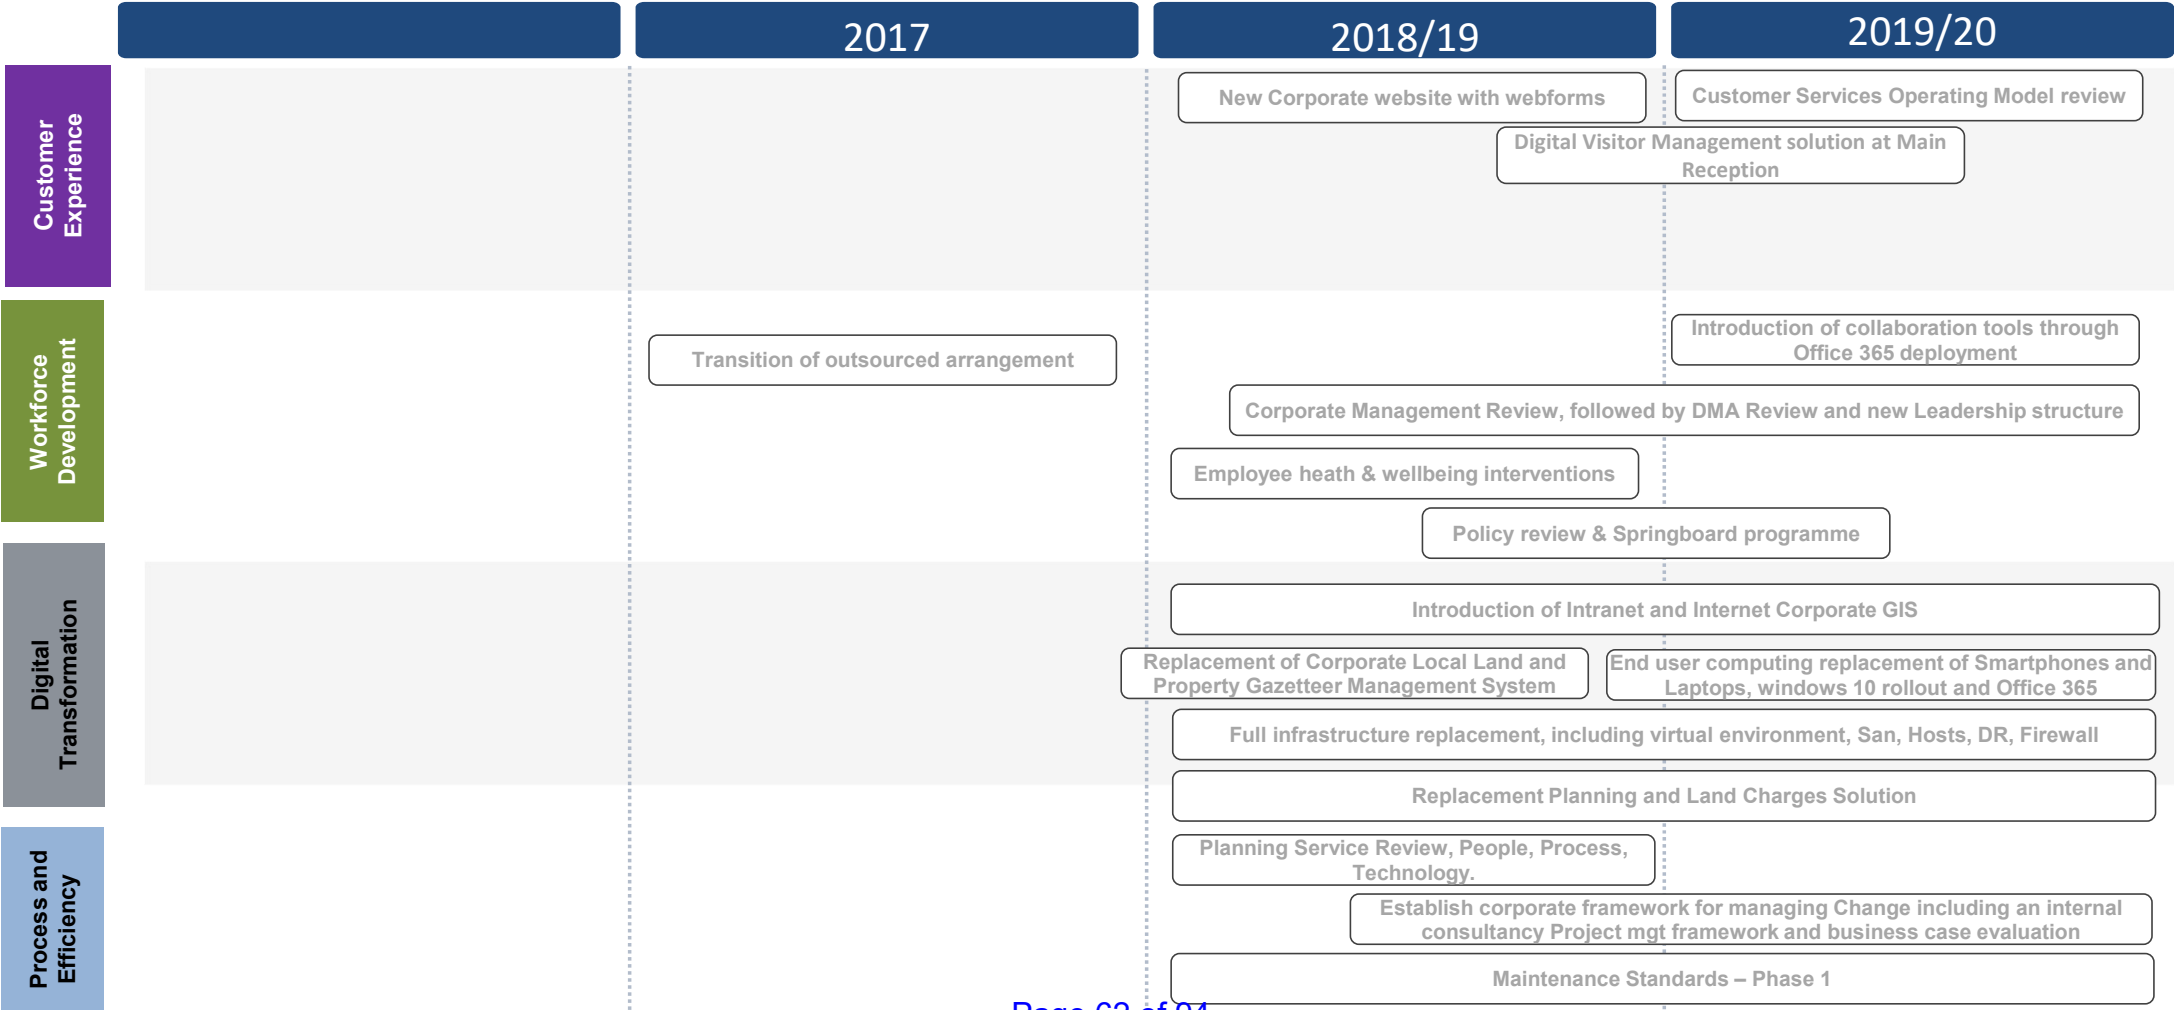 2017
2018/19
2019/20
Customer
Experience
New Corporate website with webforms
Customer Services Operating Model review
Digital Visitor Management solution at Main
Reception
Workforce
Development
Transition of outsourced arrangement
Introduction of collaboration tools through
Office 365 deployment
Corporate Management Review, followed by DMA Review and new Leadership structure
Employee heath & wellbeing interventions
Policy review & Springboard programme
Digital
Transformation
Introduction of Intranet and Internet Corporate GIS
Replacement of Corporate Local Land and
Property Gazetteer Management System
End user computing replacement of Smartphones and
Laptops, windows 10 rollout and Office 365
Full infrastructure replacement, including virtual environment, San, Hosts, DR, Firewall
Replacement Planning and Land Charges Solution
Process and
Efficiency
Planning Service Review, People, Process,
Technology.
Establish corporate framework for managing Change including an internal
consultancy Project mgt framework and business case evaluation
Maintenance Standards – Phase 1
Page of